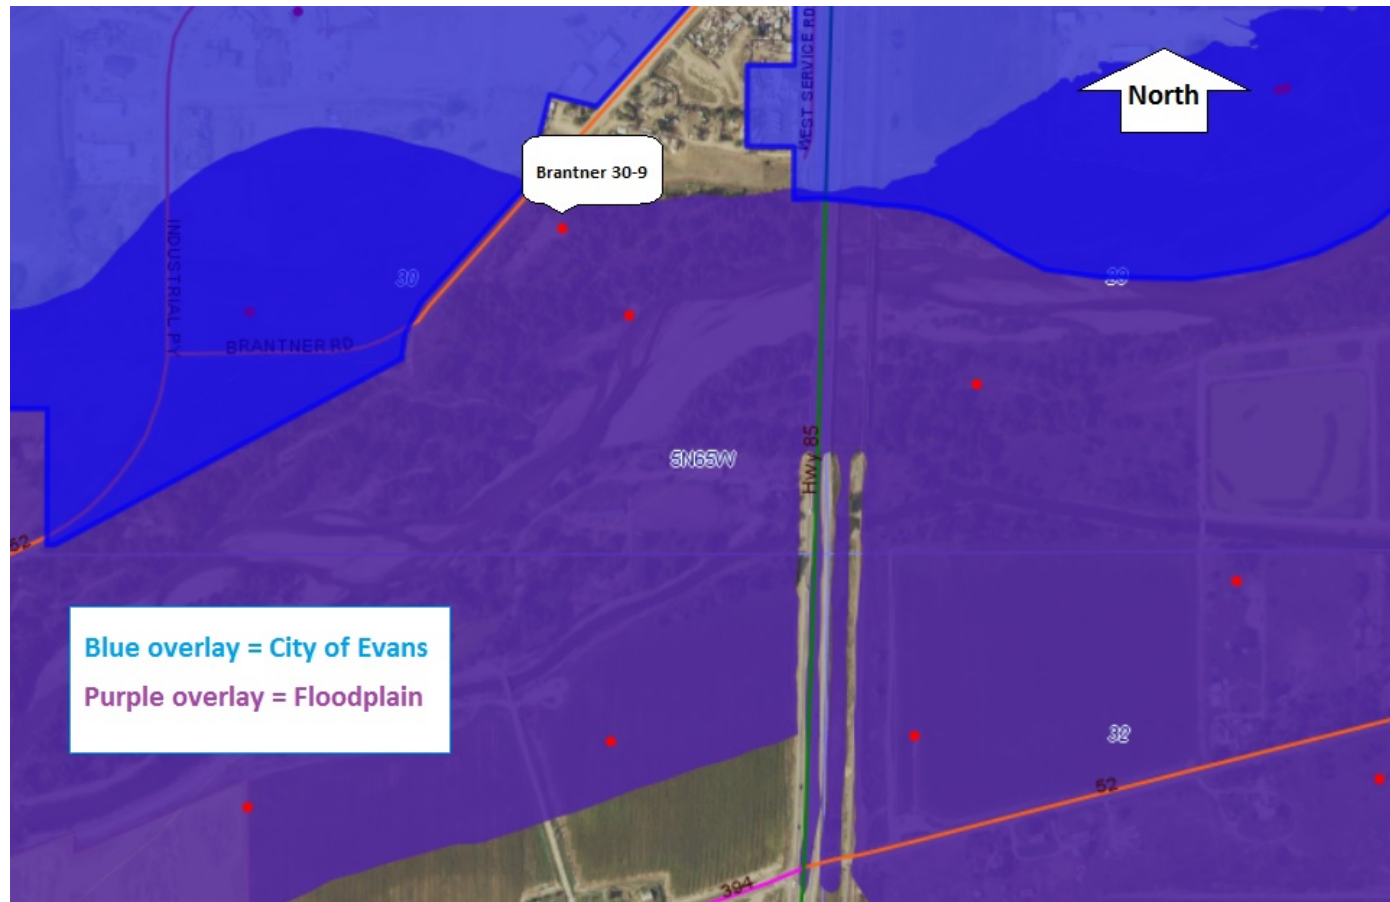 WEST SERVICE RD
North
Brantner 30-9
INDUSTRIAL PY
30
29
BRANTNER RD
5N65W
Hwy 85
52
Blue overlay = City of Evans
Purple overlay = Floodplain
32
52
394